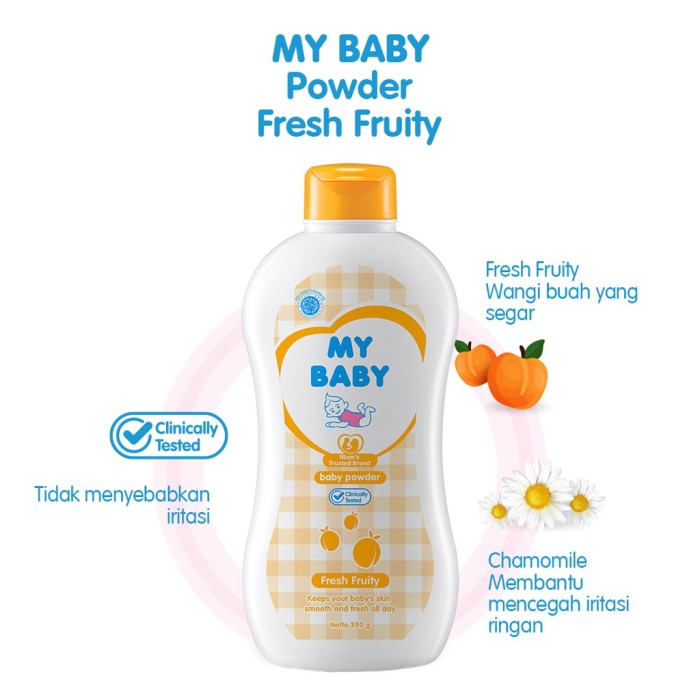 MY BABY
Powder
Fresh Fruity
Fresh Fruity
Wangi buah yang
segar
MY
BABY
Clinically
Tested
Mum's
Trusted Brand
baby powder
Tidak menyebabkan
iritasi
Clinically
Tested
Chamomile
Membantu
mencegah iritasi
ringan
Fresh Fruity
Keeps your baby's skin
smooth and fresh all day
Netto 350 g